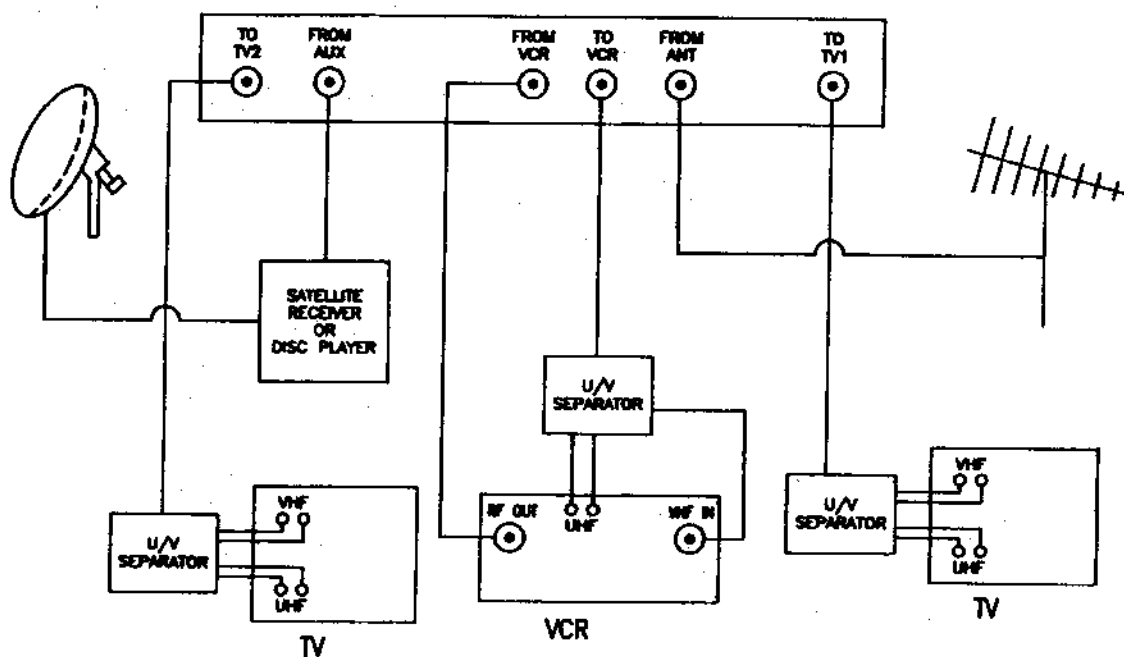 TO
TV2
FROM
AUX
FROM
VCR
TO
VCR
FROM
ANT
TO
TV1
SATELLITE
RECEIVER
OR
DISC PLAYER
U/V
SEPARATOR
U/V
SEPARATOR
VHF
UHF
TV
RF OUT
UHF
VHF IN
VCR
U/V
SEPARATOR
VHF
UHF
TV